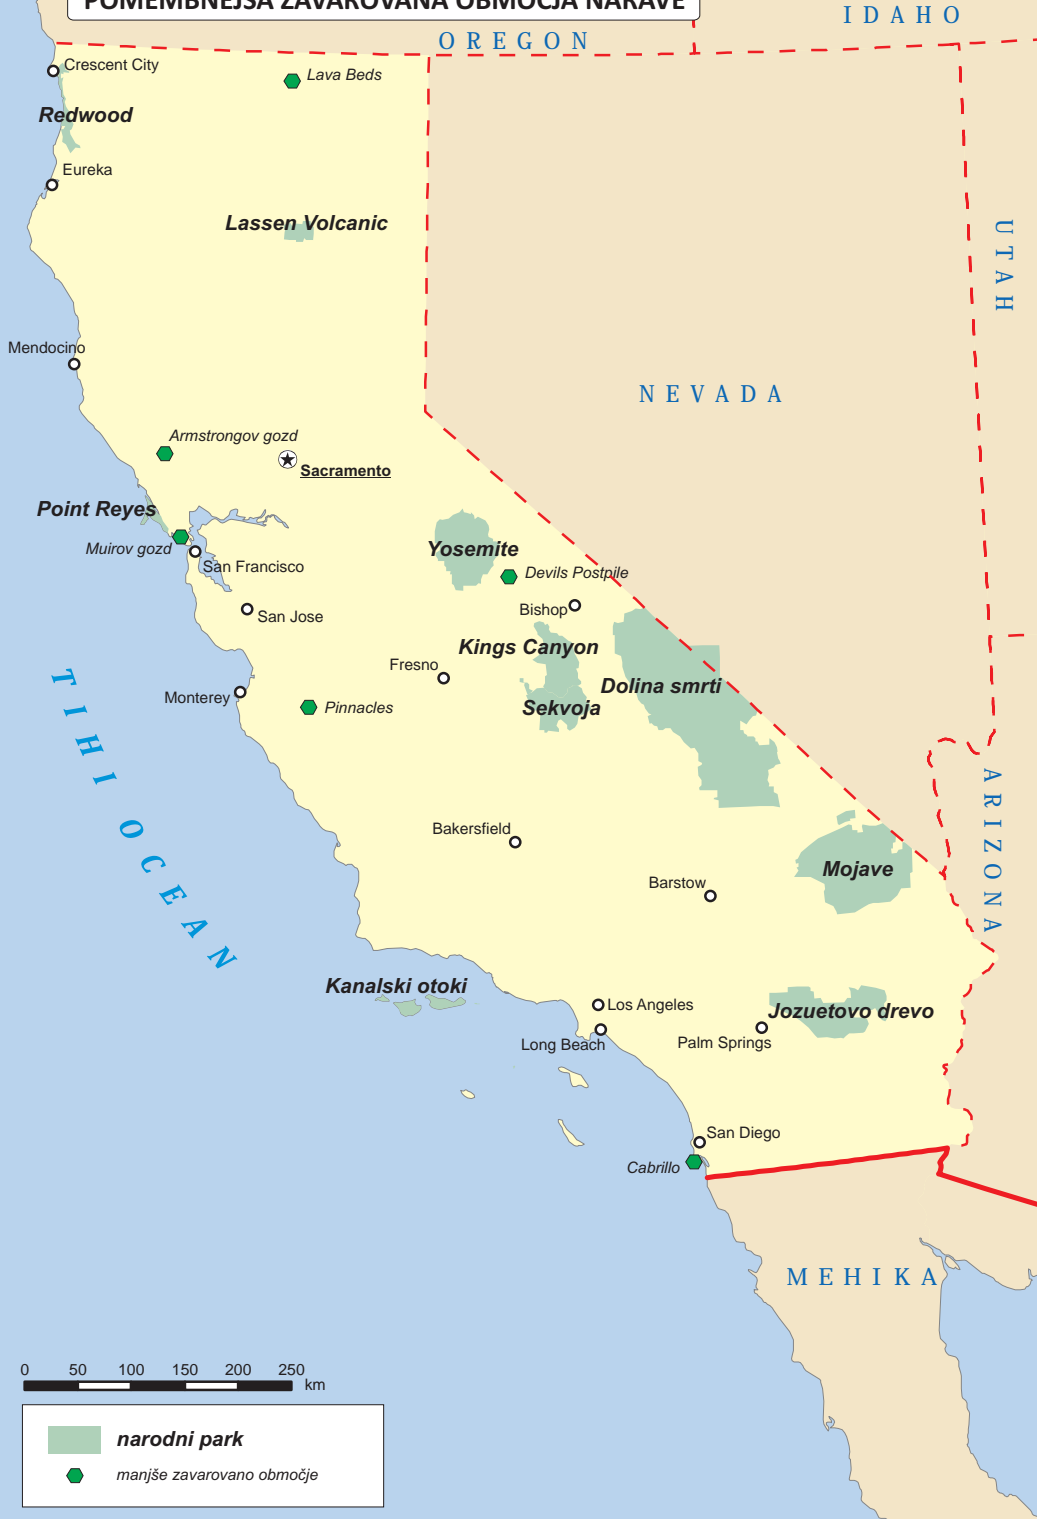 POMEMBNEJŠA ZAVAROVANA OBMOČJA NARAVE
IDAHO
OREGON
Crescent City
Lava Beds
Redwood
Eureka
Lassen Volcanic
UTAH
Mendocino
NEVADA
Armstrongov gozd
Sacramento
Point Reyes
Muirov gozd
San Francisco
Yosemite
Devils Postpile
Bishop
San Jose
Kings Canyon
Fresno
Dolina smrti
Monterey
Pinnacles
Sekvoja
TIHI OCEAN
ARIZONA
Bakersfield
Mojave
Barstow
Kanalski otoki
Los Angeles
Jozuetovo drevo
Long Beach
Palm Springs
San Diego
Cabrillo
MEHIKA
0 50 100 150 200 250
km
narodni park
manjše zavarovano območje